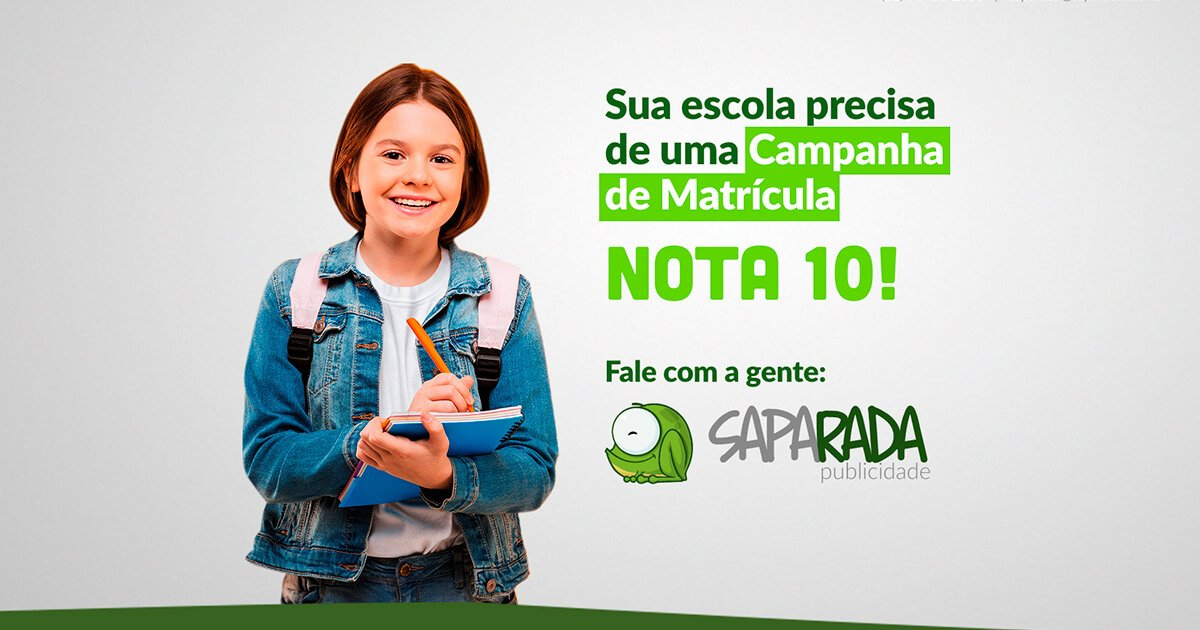 Sua escola precisa
de uma Campanha
de Matrícula
NOTA 10!
Fale com a gente:
SAPARADA
publicidade